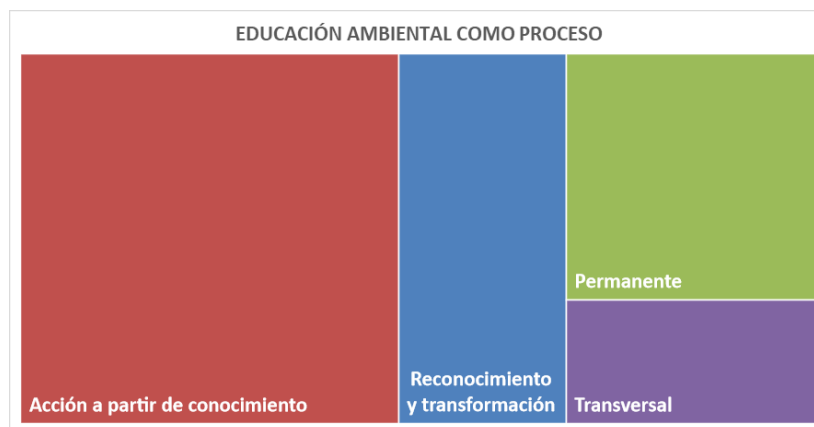 EDUCACIÓN AMBIENTAL COMO PROCESO
Acción a partir de conocimiento
Reconocimiento
y transformación
Permanente
Transversal